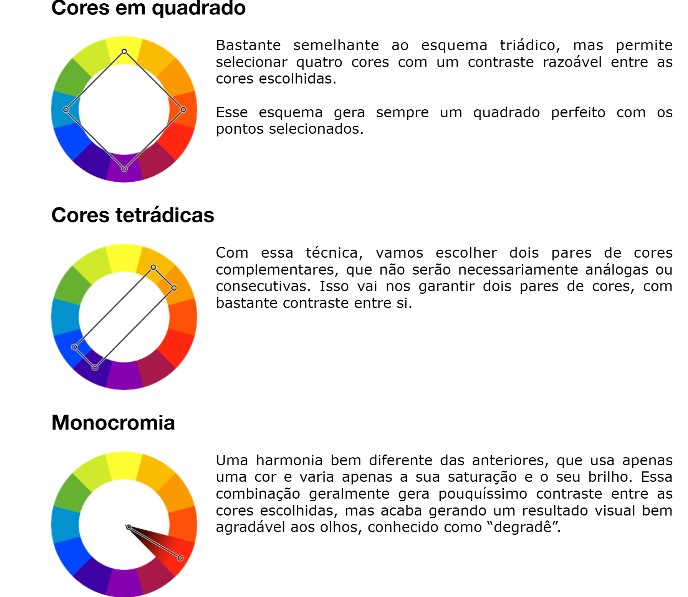 Cores em quadrado
Bastante semelhante ao esquema triádico, mas permite
selecionar quatro cores com um contraste razoável entre as
cores escolhidas.
Esse esquema gera sempre um quadrado perfeito com os
pontos selecionados.
Cores tetrádicas
Com essa técnica, vamos escolher dois pares de cores
complementares, que não serão necessariamente análogas ou
consecutivas. Isso vai nos garantir dois pares de cores, com
bastante contraste entre si.
Monocromia
Uma harmonia bem diferente das anteriores, que usa apenas
uma cor e varia apenas a sua saturação e o seu brilho. Essa
combinação geralmente gera pouquíssimo contraste entre as
cores escolhidas, mas acaba gerando um resultado visual bem
agradável aos olhos, conhecido como “degradê”.